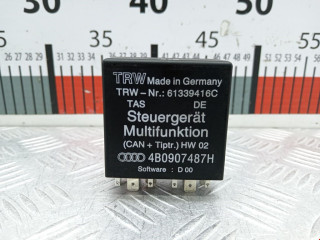 TRW Made in Germany
TRW-Nr.: 61339416C
TAS DE
Steuergerät
Multifunktion
(CAN + Tiptr.) HW 02
4B0907487H
Software : D 00